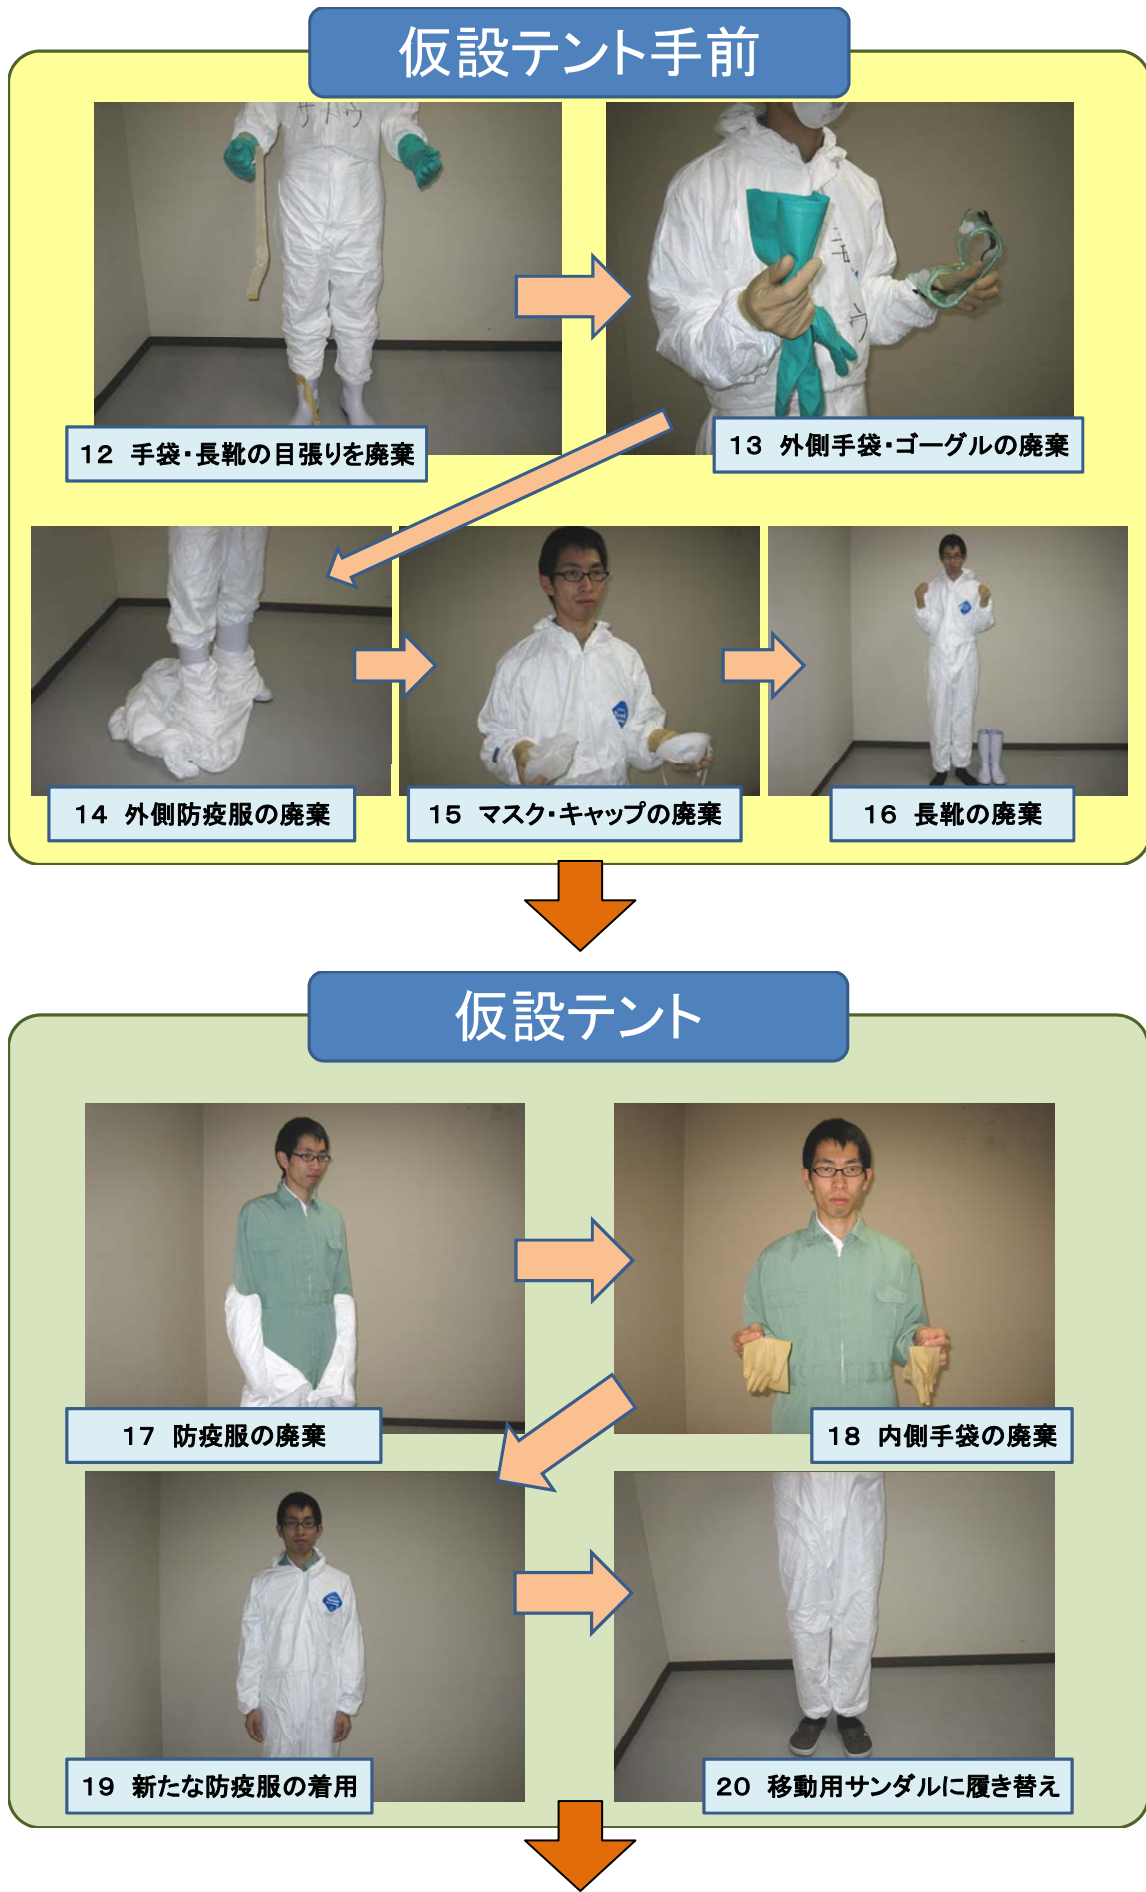 仮設テント手前
サトウ
12 手袋・長靴の目張りを廃棄
13 外側手袋・ゴーグルの廃棄
14 外側防疫服の廃棄
15 マスク・キャップの廃棄
16 長靴の廃棄
仮設テント
17 防疫服の廃棄
18 内側手袋の廃棄
19 新たな防疫服の着用
20 移動用サンダルに履き替え